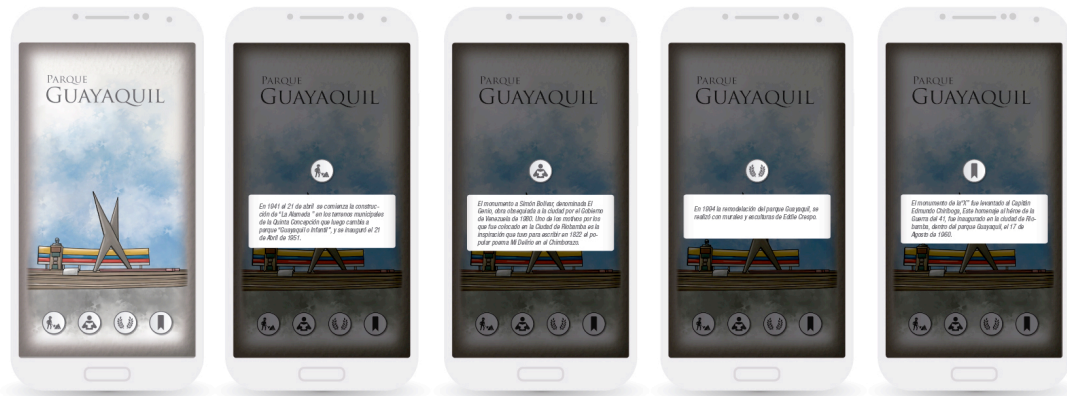 PARQUE
GUAYAQUIL
PARQUE
GUAYAQUIL
En 1941 al 21 de abril se comienza la construc-
ción de "La Alameda " en los terrenos municipales
de la Quinta Concepción que luego cambia a
parque "Guayaquil o Infantil", y se inauguró el 21
de Abril de 1951.
PARQUE
GUAYAQUIL
El monumento a Simón Bolívar, denominada El
Genio, obra obsequiada a la ciudad por el Gobierno
de Venezuela de 1980. Uno de los motivos por los
que fue colocado en la Ciudad de Riobamba es la
inspiración que tuvo para escribir en 1822 el po-
pular poema Mi Delirio en el Chimborazo.
PARQUE
GUAYAQUIL
En 1994 la remodelación del parque Guayaquil, se
realizó con murales y esculturas de Eddie Crespo.
PARQUE
GUAYAQUIL
El monumento de la"X" fue levantado al Capitán
Edmundo Chiriboga, Este homenaje al héroe de la
Guerra del 41, fue inaugurado en la ciudad de Rio-
bamba, dentro del parque Guayaquil, el 17 de
Agosto de 1960.